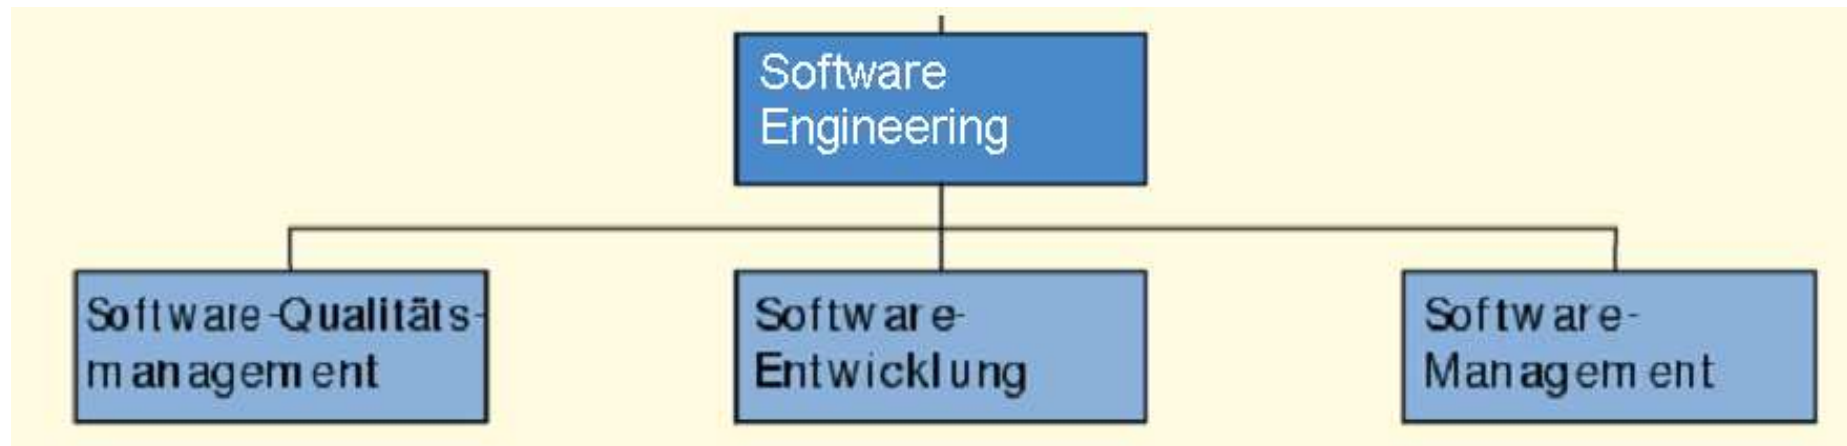 Software
Engineering
Software-Qualitäts-
management
Software-
Entwicklung
Software-
Management